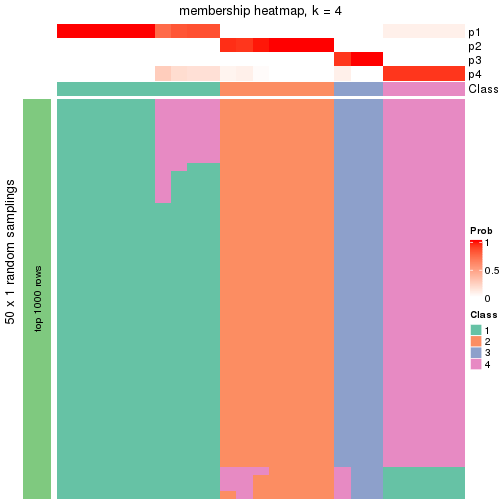 membership heatmap, k = 4
p1
p2
p3
p4
Class
50 x 1 random samplings
top 1000 rows
Prob
1
0.5
0
Class
1
2
3
4